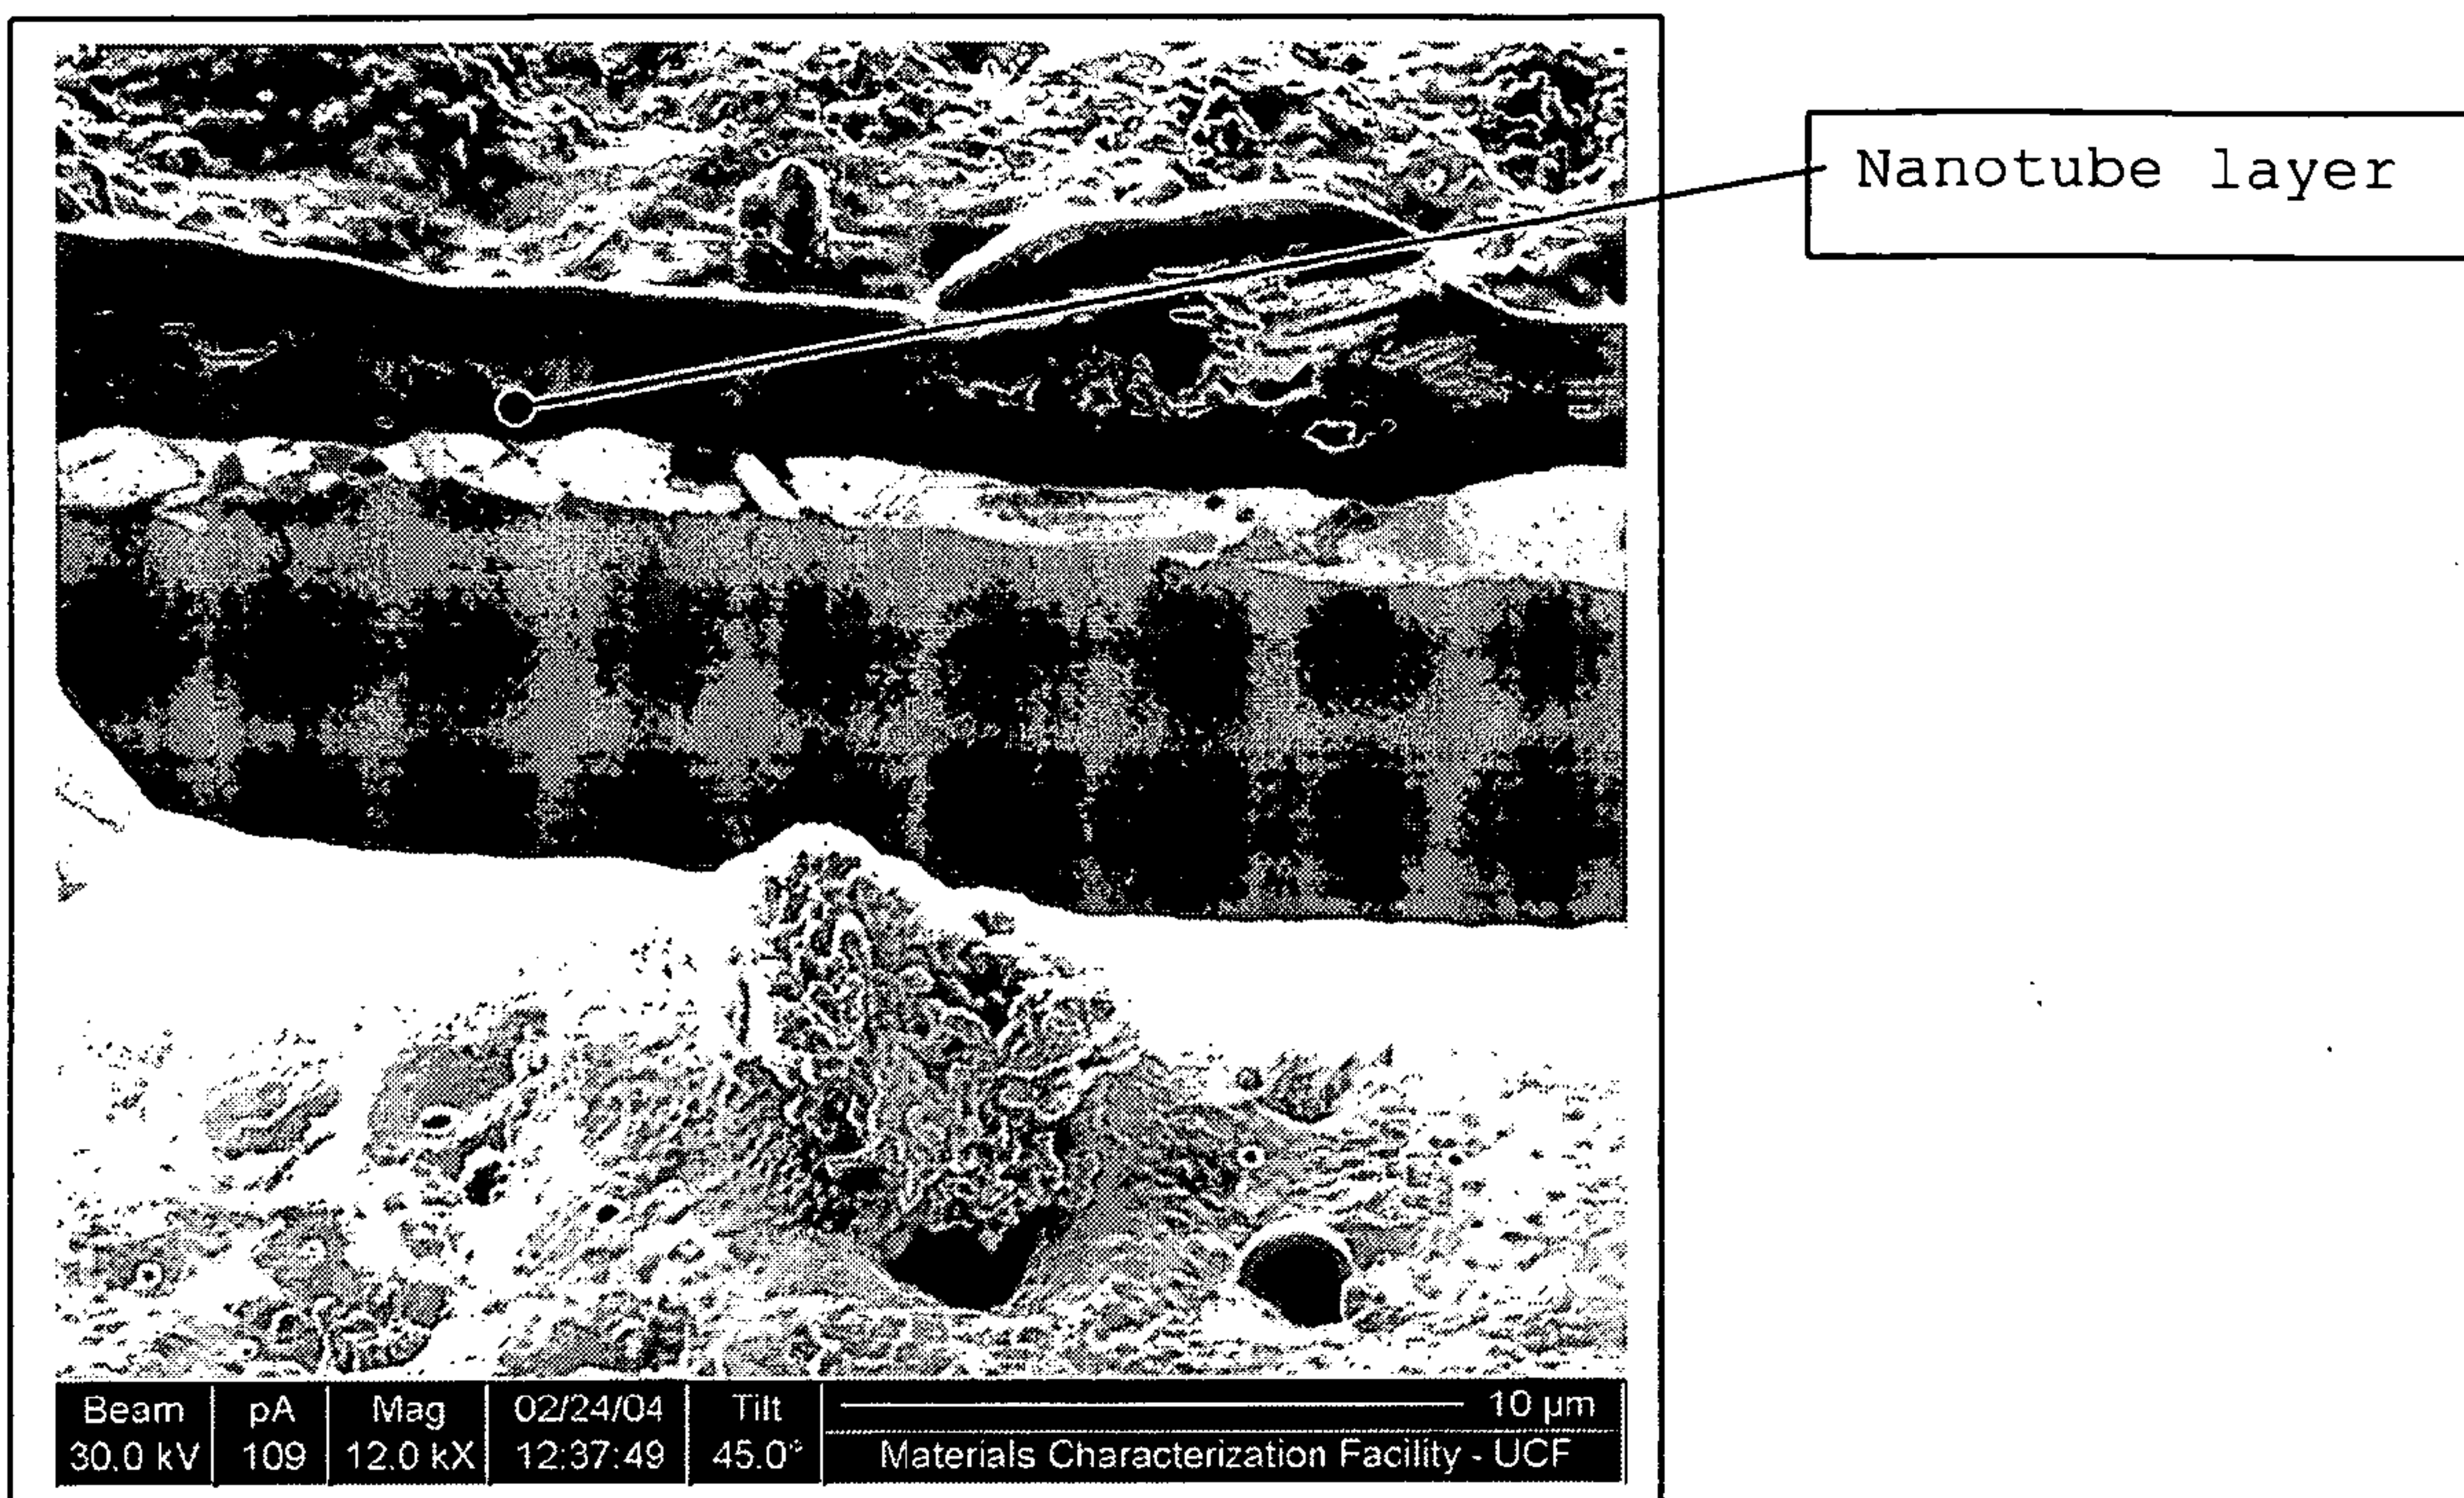 Nanotube layer
Beam pA Mag 02/24/04 Tilt 10 µm
30.0 kV 109 12.0 kX 12:37:49 45.0° Materials Characterization Facility - UCF